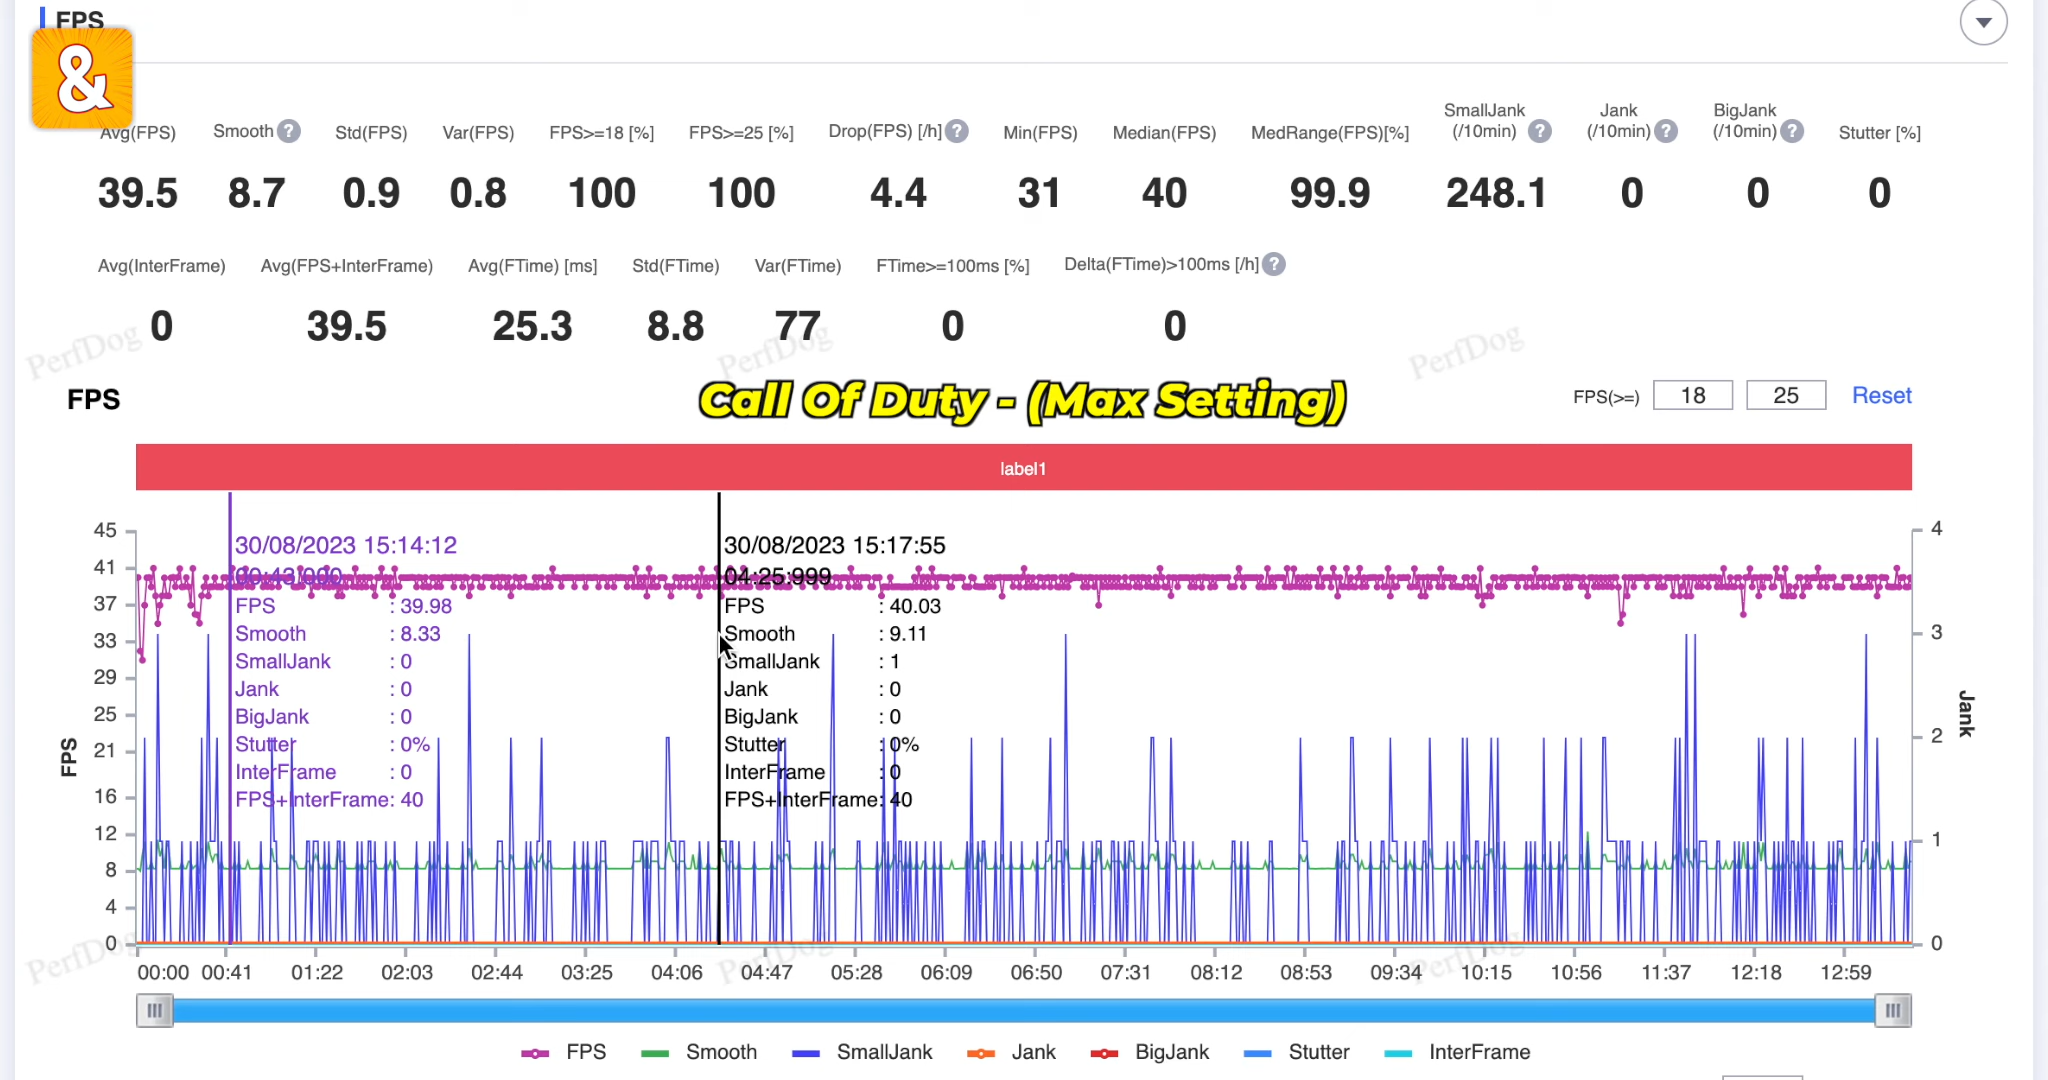 FPS
&
Avg(FPS) Smooth ? Std(FPS) Var(FPS) FPS>=18 [%] FPS>=25 [%] Drop(FPS) [/h] ? Min(FPS) Median(FPS) MedRange(FPS)[%] SmallJank (/10min) ? Jank (/10min) ? BigJank (/10min) ? Stutter [%]
39.5 8.7 0.9 0.8 100 100 4.4 31 40 99.9 248.1 0 0 0
Avg(InterFrame) Avg(FPS+InterFrame) Avg(FTime) [ms] Std(FTime) Var(FTime) FTime>=100ms [%] Delta(FTime)>100ms [/h] ?
0 39.5 25.3 8.8 77 0 0
PerfDog PerfDog PerfDog
FPS Call Of Duty - (Max Setting) FPS(>=) 18 25 Reset
label1
30/08/2023 15:14:12
00:43.000
FPS : 39.98
Smooth : 8.33
SmallJank : 0
Jank : 0
BigJank : 0
Stutter : 0%
InterFrame : 0
FPS+InterFrame: 40
30/08/2023 15:17:55
04:25.999
FPS : 40.03
Smooth : 9.11
SmallJank : 1
Jank : 0
BigJank : 0
Stutter : 0%
InterFrame : 0
FPS+InterFrame: 40
45
41
37
33
29
25
21
16
12
8
4
0
FPS
4
3
2
1
0
Jank
PerfDog PerfDog PerfDog
00:00 00:41 01:22 02:03 02:44 03:25 04:06 04:47 05:28 06:09 06:50 07:31 08:12 08:53 09:34 10:15 10:56 11:37 12:18 12:59
FPS Smooth SmallJank Jank BigJank Stutter InterFrame